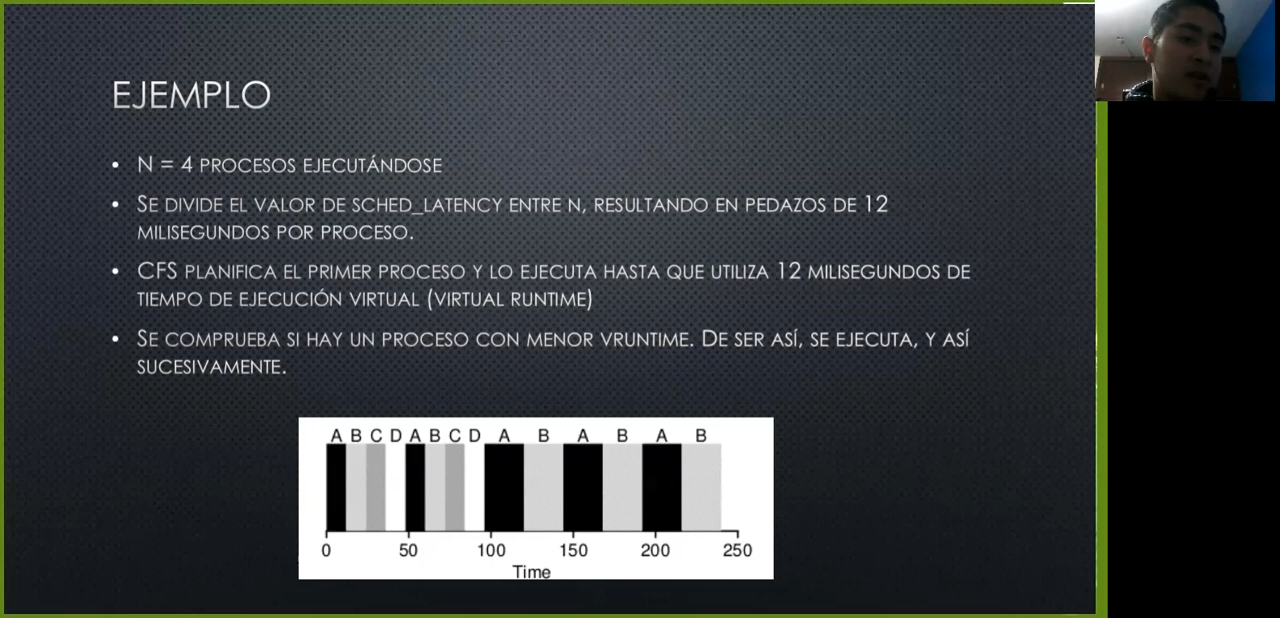 EJEMPLO
• N = 4 PROCESOS EJECUTÁNDOSE
• SE DIVIDE EL VALOR DE SCHED_LATENCY ENTRE N, RESULTANDO EN PEDAZOS DE 12
MILISEGUNDOS POR PROCESO.
• CFS PLANIFICA EL PRIMER PROCESO Y LO EJECUTA HASTA QUE UTILIZA 12 MILISEGUNDOS DE
TIEMPO DE EJECUCIÓN VIRTUAL (VIRTUAL RUNTIME)
• SE COMPRUEBA SI HAY UN PROCESO CON MENOR VRUNTIME. DE SER ASÍ, SE EJECUTA, Y ASÍ
SUCESIVAMENTE.
A B C D A B C D A B A B A B
0 50 100 150 200 250
Time